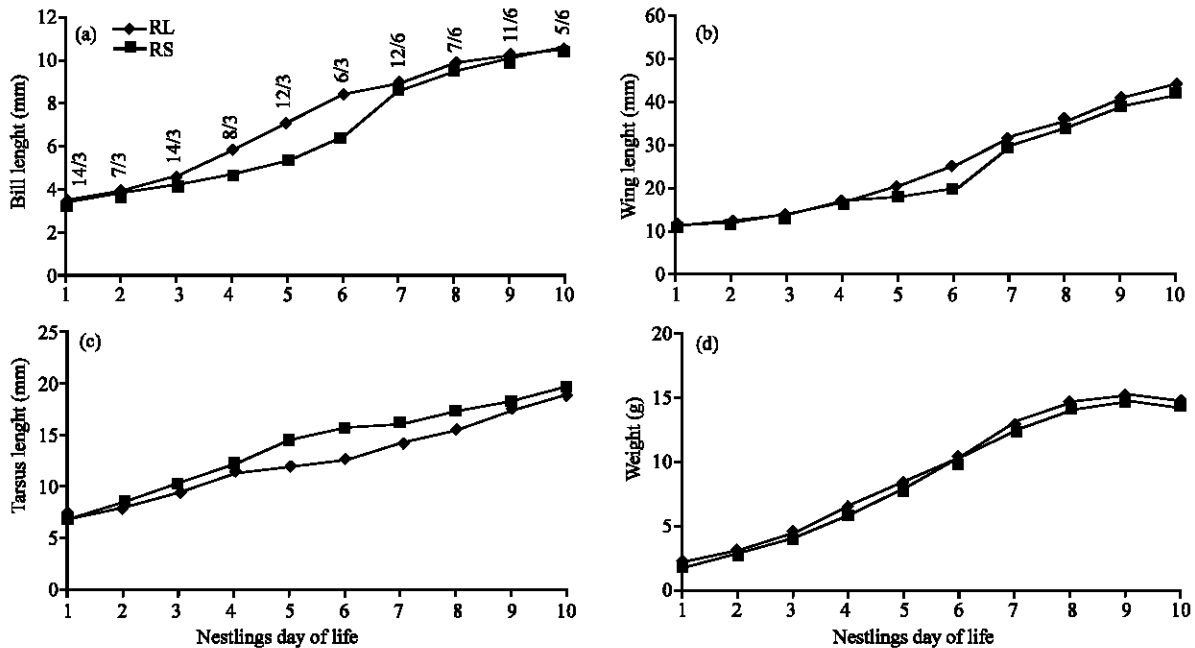 (a)
RL
RS
14/3
7/3
14/3
8/3
12/3
6/3
12/6
7/6
11/6
5/6
Bill lenght (mm)
12
10
8
6
4
2
0
1 2 3 4 5 6 7 8 9 10
(b)
Wing lenght (mm)
60
50
40
30
20
10
0
1 2 3 4 5 6 7 8 9 10
(c)
Tarsus lenght (mm)
25
20
15
10
5
0
1 2 3 4 5 6 7 8 9 10
Nestlings day of life
(d)
Weight (g)
20
15
10
5
0
1 2 3 4 5 6 7 8 9 10
Nestlings day of life